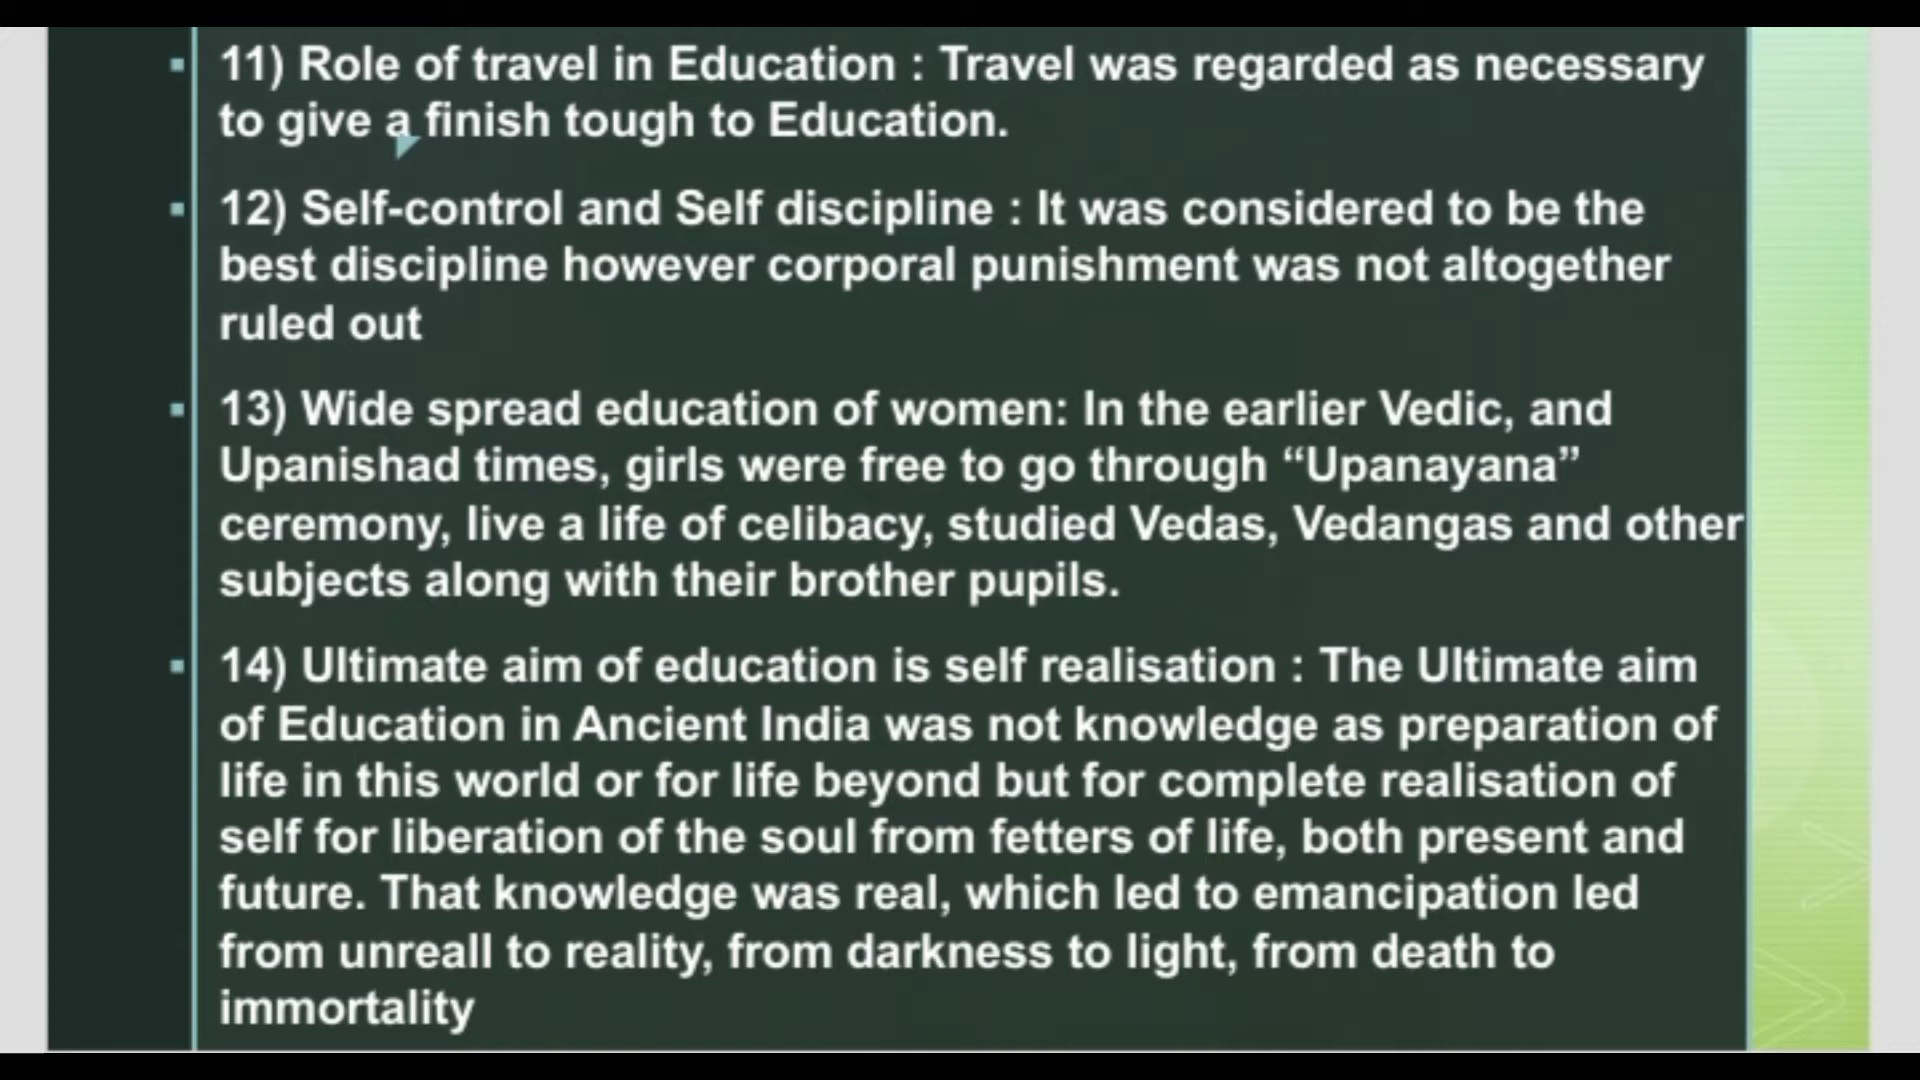 11) Role of travel in Education : Travel was regarded as necessary
to give a finish tough to Education.
12) Self-control and Self discipline : It was considered to be the
best discipline however corporal punishment was not altogether
ruled out
13) Wide spread education of women: In the earlier Vedic, and
Upanishad times, girls were free to go through “Upanayana”
ceremony, live a life of celibacy, studied Vedas, Vedangas and other
subjects along with their brother pupils.
14) Ultimate aim of education is self realisation : The Ultimate aim
of Education in Ancient India was not knowledge as preparation of
life in this world or for life beyond but for complete realisation of
self for liberation of the soul from fetters of life, both present and
future. That knowledge was real, which led to emancipation led
from unreall to reality, from darkness to light, from death to
immortality